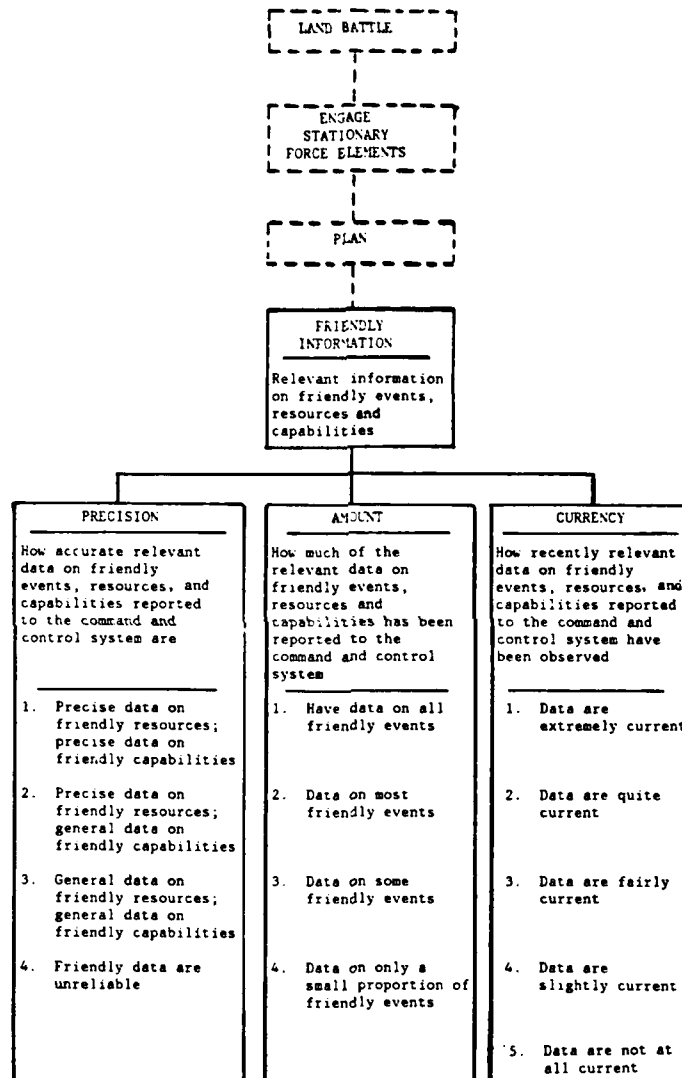 LAND BATTLE
ENGAGE
STATIONARY
FORCE ELEMENTS
PLAN
FRIENDLY
INFORMATION
Relevant information
on friendly events,
resources and
capabilities
PRECISION
How accurate relevant
data on friendly
events, resources, and
capabilities reported
to the command and
control system are
1. Precise data on
friendly resources;
precise data on
friendly capabilities
2. Precise data on
friendly resources;
general data on
friendly capabilities
3. General data on
friendly resources;
general data on
friendly capabilities
4. Friendly data are
unreliable
AMOUNT
How much of the
relevant data on
friendly events,
resources and
capabilities has been
reported to the
command and control
system
1. Have data on all
friendly events
2. Data on most
friendly events
3. Data on some
friendly events
4. Data on only a
small proportion of
friendly events
CURRENCY
How recently relevant
data on friendly
events, resources, and
capabilities reported
to the command and
control system have
been observed
1. Data are
extremely current
2. Data are quite
current
3. Data are fairly
current
4. Data are
slightly current
5. Data are not at
all current